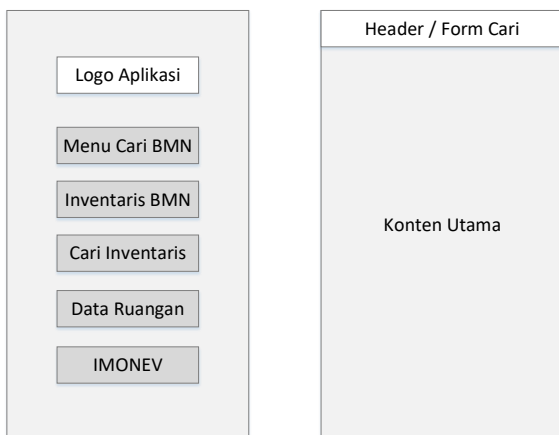 Logo Aplikasi
Menu Cari BMN
Inventaris BMN
Cari Inventaris
Data Ruangan
IMONEV
Header / Form Cari
Konten Utama